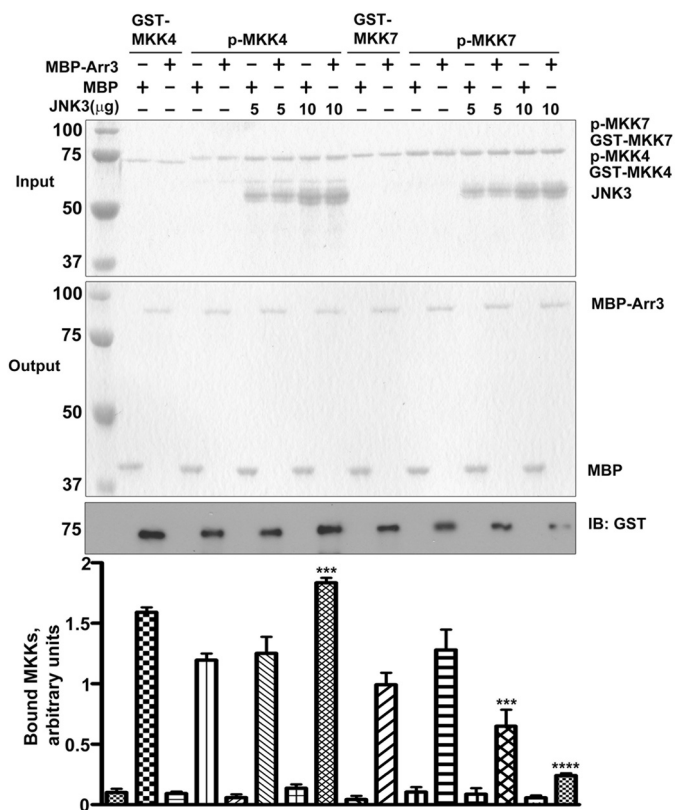 GST-
MKK4
p-MKK4
GST-
MKK7
p-MKK7
MBP-Arr3 – + – + – + – + – + – + – + – +
MBP + – + – + – + – + – + – + – + –
JNK3(μg) – – – – 5 5 10 10 – – – – 5 5 10 10
Input
100
75
50
37
p-MKK7
GST-MKK7
p-MKK4
GST-MKK4
JNK3
Output
100
75
50
37
MBP-Arr3
MBP
75
IB: GST
Bound MKKs,
arbitrary units
2
1.5
1
0.5
0
***
***
****